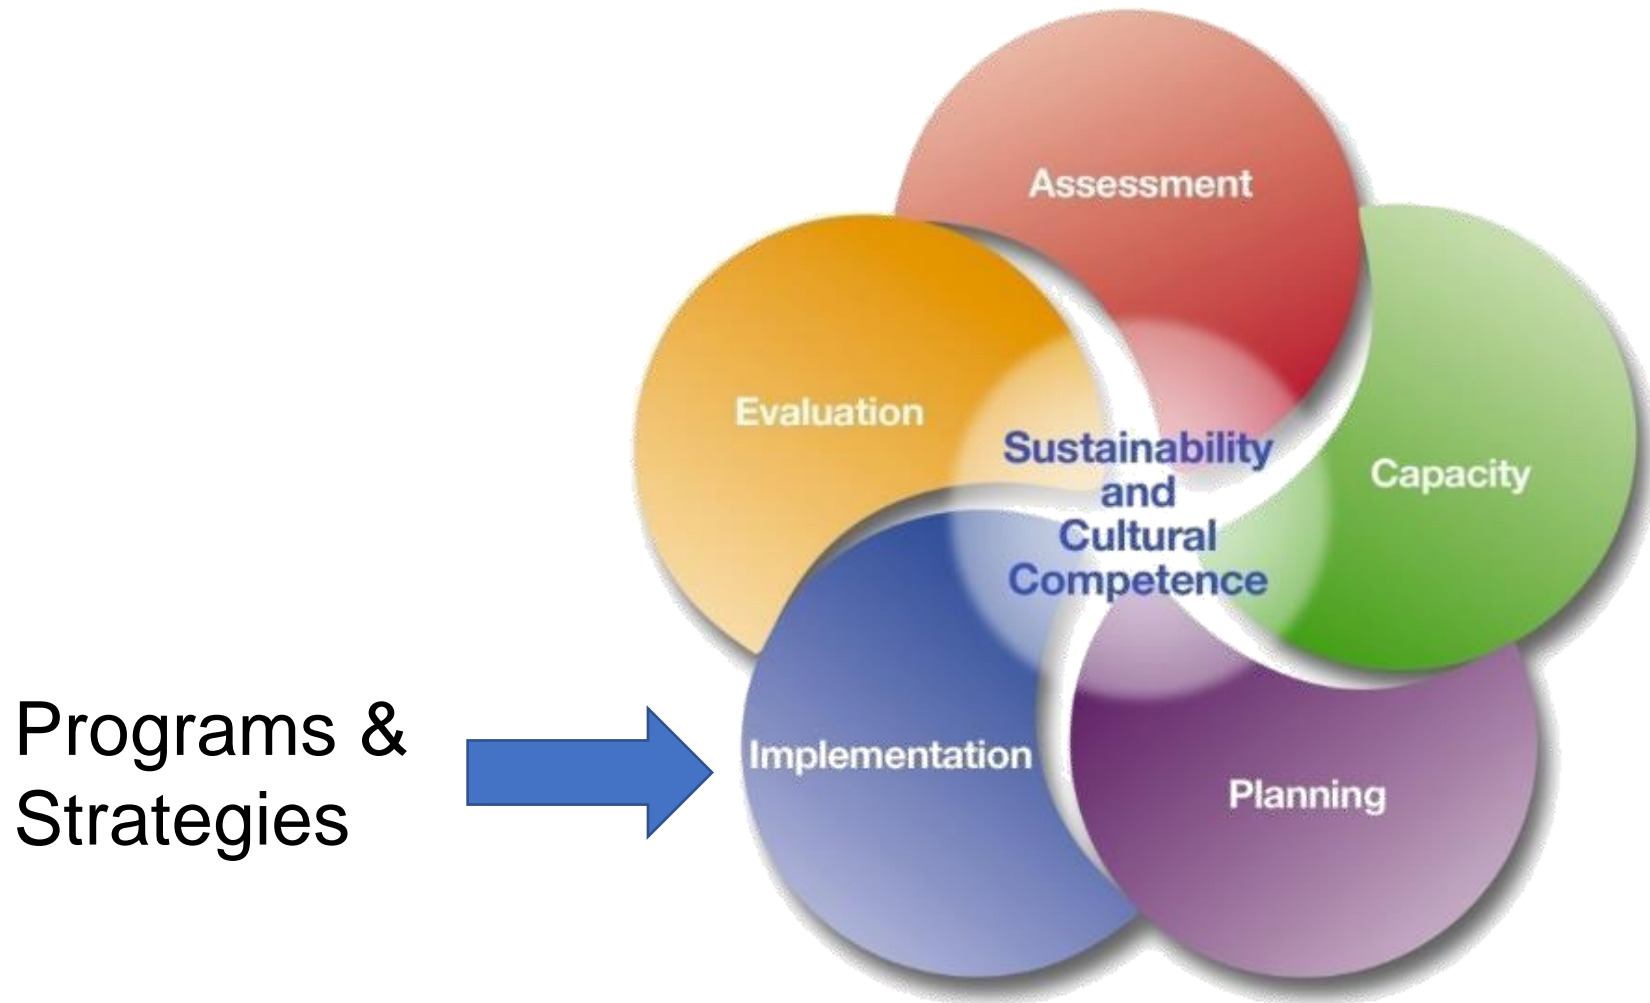 Assessment
Evaluation
Capacity
Sustainability
and
Cultural
Competence
Programs &
Strategies
Implementation
Planning